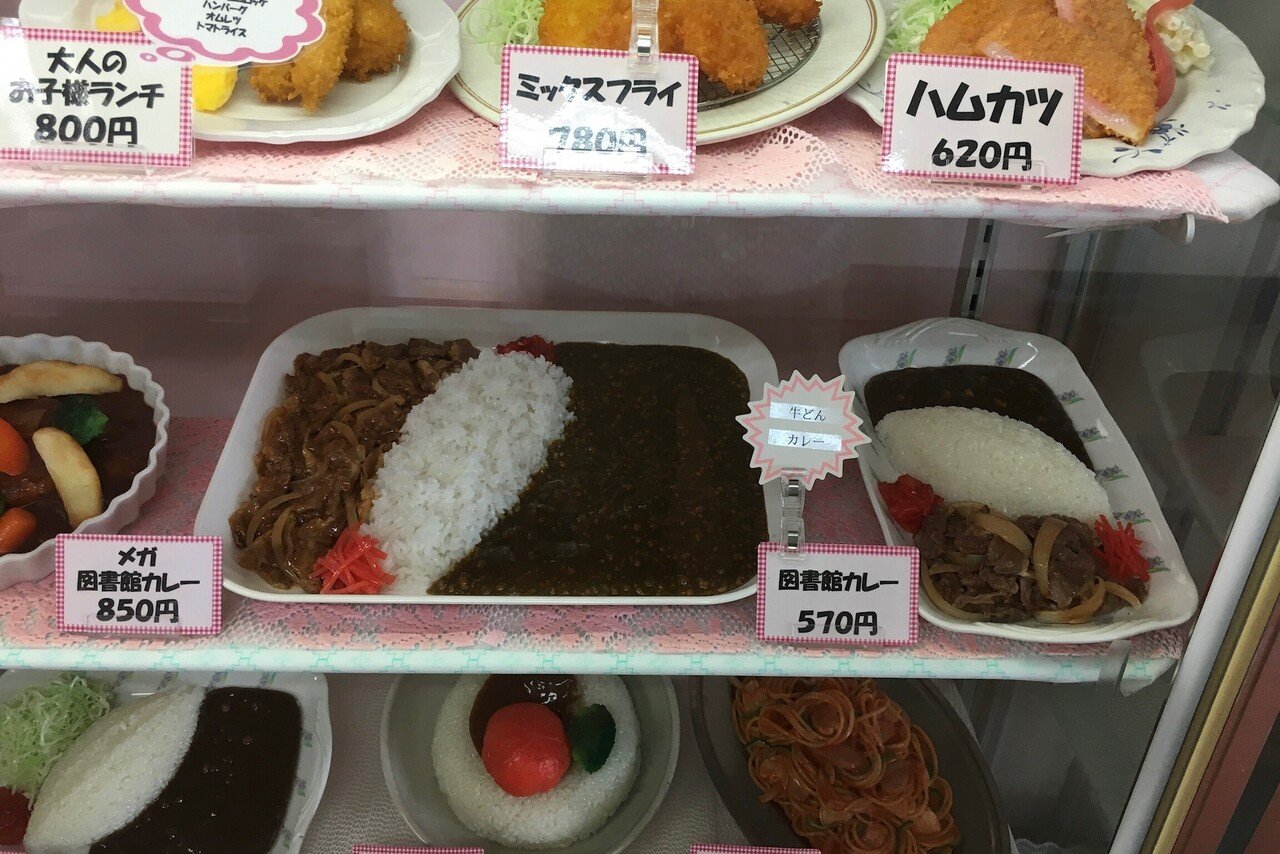 ハンバーグ
オムレツ
トマトライス
大人の
お子様ランチ
800円
ミックスフライ
780円
ハムカツ
620円
メガ
図書館カレー
850円
牛どん
カレー
図書館カレー
570円